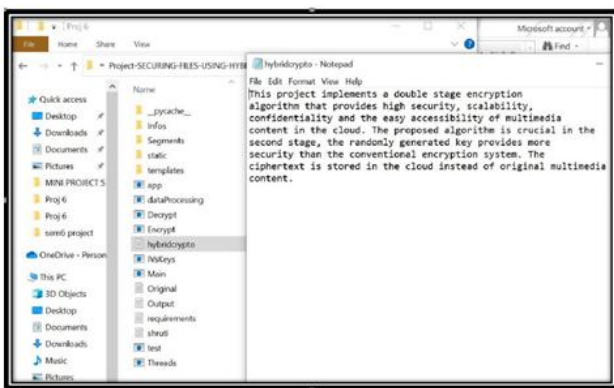 Proj 6
Microsoft account
File Home Share View
Find
Project-SECURING-FILES-USING-HYB
Name
Quick access
Desktop
Downloads
Documents
Pictures
MINI PROJECT S
Proj 6
Proj 6
sem6 project
OneDrive - Person
This PC
3D Objects
Desktop
Documents
Downloads
Music
Pictures
__pycache__
Infos
Segments
static
templates
app
dataProcessing
Decrypt
Encrypt
hybridcrypto
IVsKeys
Main
Original
Output
requirements
shruti
test
Threads
hybridcrypto - Notepad
File Edit Format View Help
This project implements a double stage encryption
algorithm that provides high security, scalability,
confidentiality and the easy accessibility of multimedia
content in the cloud. The proposed algorithm is crucial in the
second stage, the randomly generated key provides more
security than the conventional encryption system. The
ciphertext is stored in the cloud instead of original multimedia
content.